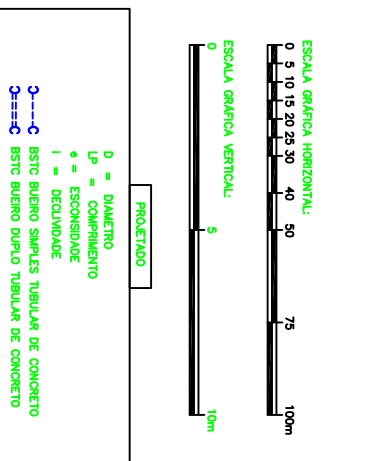 ESCALA GRÁFICA HORIZONTAL:
0 5 10 15 20 25 30 40 50 75 100m
ESCALA GRÁFICA VERTICAL:
0 5 10m
PROJETADO
D = DIAMETRO
LP = COMPRIMENTO
e = ESCONSIDADE
i = DECLIVIDADE
BSTC BUEIRO SIMPLES TUBULAR DE CONCRETO
BSTC BUEIRO DUPLO TUBULAR DE CONCRETO